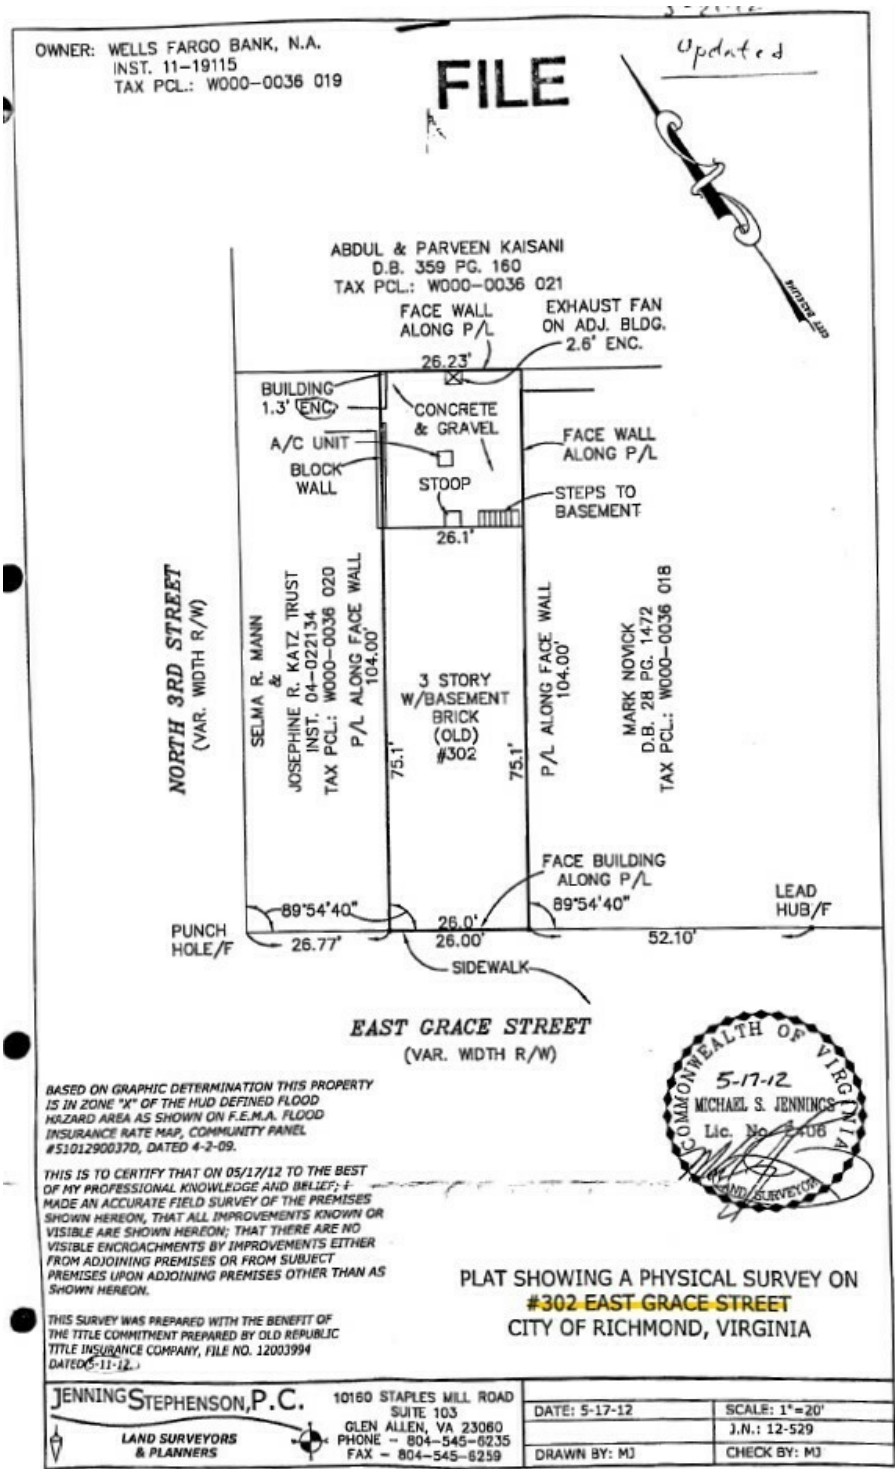 Updated
OWNER: WELLS FARGO BANK, N.A.
INST. 11-19115
TAX PCL.: W000-0036 019
FILE
CITY BASELINE
ABDUL & PARVEEN KAISANI
D.B. 359 PG. 160
TAX PCL.: W000-0036 021
FACE WALL
ALONG P/L
EXHAUST FAN
ON ADJ. BLDG.
2.6' ENC.
26.23'
BUILDING
1.3' ENC.
CONCRETE
& GRAVEL
A/C UNIT
BLOCK
WALL
FACE WALL
ALONG P/L
STOOP
STEPS TO
BASEMENT
26.1'
NORTH 3RD STREET
(VAR. WIDTH R/W)
SELMA R. MANN
&
JOSEPHINE R. KATZ TRUST
INST. 04-022134
TAX PCL: W000-0036 020
P/L ALONG FACE WALL
104.00'
75.1'
3 STORY
W/BASEMENT
BRICK
(OLD)
#302
75.1'
P/L ALONG FACE WALL
104.00'
MARK NOVICK
D.B. 28 PG. 1472
TAX PCL.: W000-0036 018
FACE BUILDING
ALONG P/L
89°54'40"
89°54'40"
LEAD
HUB/F
PUNCH
HOLE/F
26.77'
26.0'
26.00'
52.10'
SIDEWALK
EAST GRACE STREET
(VAR. WIDTH R/W)
COMMONWEALTH OF VIRGINIA
5-17-12
MICHAEL S. JENNINGS
Lic. No. 2406
LAND SURVEYOR
BASED ON GRAPHIC DETERMINATION THIS PROPERTY
IS IN ZONE "X" OF THE HUD DEFINED FLOOD
HAZARD AREA AS SHOWN ON F.E.M.A. FLOOD
INSURANCE RATE MAP, COMMUNITY PANEL
#5101290037D, DATED 4-2-09.
THIS IS TO CERTIFY THAT ON 05/17/12 TO THE BEST
OF MY PROFESSIONAL KNOWLEDGE AND BELIEF; I
MADE AN ACCURATE FIELD SURVEY OF THE PREMISES
SHOWN HEREON, THAT ALL IMPROVEMENTS KNOWN OR
VISIBLE ARE SHOWN HEREON; THAT THERE ARE NO
VISIBLE ENCROACHMENTS BY IMPROVEMENTS EITHER
FROM ADJOINING PREMISES OR FROM SUBJECT
PREMISES UPON ADJOINING PREMISES OTHER THAN AS
SHOWN HEREON.
THIS SURVEY WAS PREPARED WITH THE BENEFIT OF
THE TITLE COMMITMENT PREPARED BY OLD REPUBLIC
TITLE INSURANCE COMPANY, FILE NO. 12003994
DATED 5-11-12.
PLAT SHOWING A PHYSICAL SURVEY ON
#302 EAST GRACE STREET
CITY OF RICHMOND, VIRGINIA
JENNINGSTEPHENSON, P.C.
LAND SURVEYORS
& PLANNERS
10160 STAPLES MILL ROAD
SUITE 103
GLEN ALLEN, VA 23060
PHONE - 804-545-6235
FAX - 804-545-6259
DATE: 5-17-12
SCALE: 1"=20'
J.N.: 12-529
DRAWN BY: MJ
CHECK BY: MJ